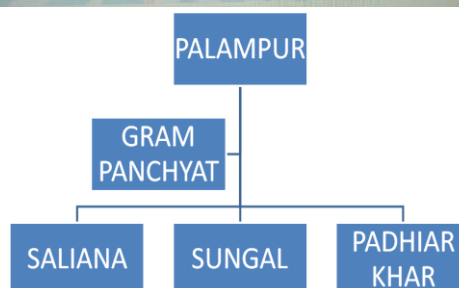 PALAMPUR
GRAM
PANCHYAT
SALIANA
SUNGAL
PADHIAR
KHAR